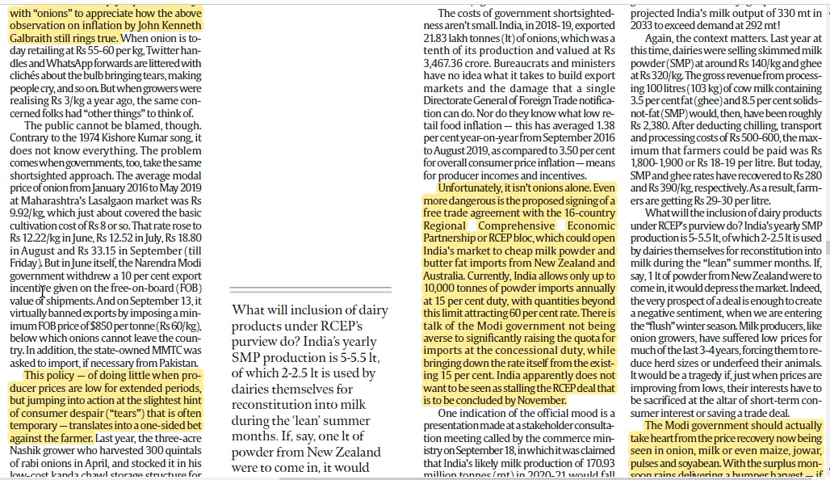 with "onions" to appreciate how the above
observation on inflation by John Kenneth
Galbraith still rings true. When onion is to-
day retailing at Rs 55-60 per kg, Twitter han-
dles and WhatsApp forwards are littered with
clichés about the bulb bringing tears, making
people cry, and so on. But when growers were
realising Rs 3/kg a year ago, the same con-
cerned folks had "other things" to think of.
The public cannot be blamed, though.
Contrary to the 1974 Kishore Kumar song, it
does not know everything. The problem
comes when governments, too, take the same
shortsighted approach. The average modal
price of onion from January 2016 to May 2019
at Maharashtra's Lasalgaon market was Rs
9.92/kg, which just about covered the basic
cultivation cost of Rs 8 or so. That rate rose to
Rs 12.22/kg in June, Rs 12.52 in July, Rs 18.80
in August and Rs 33.15 in September (till
Friday). But in June itself, the Narendra Modi
government withdrew a 10 per cent export
incentive given on the free-on-board (FOB)
value of shipments. And on September 13, it
virtually banned exports by imposing a min-
imum FOB price of $850 per tonne (Rs 60/kg),
below which onions cannot leave the coun-
try. In addition, the state-owned MMTC was
asked to import, if necessary from Pakistan.
This policy — of doing little when pro-
ducer prices are low for extended periods,
but jumping into action at the slightest hint
of consumer despair ("tears") that is often
temporary — translates into a one-sided bet
against the farmer. Last year, the three-acre
Nashik grower who harvested 300 quintals
of rabi onions in April, and stocked it in his
low-cost kanda chawl storage structure for
What will inclusion of dairy
products under RCEP's
purview do? India's yearly
SMP production is 5-5.5 lt,
of which 2-2.5 lt is used by
dairies themselves for
reconstitution into milk
during the 'lean' summer
months. If, say, one lt of
powder from New Zealand
were to come in, it would
The costs of government shortsighted-
ness aren't small. India, in 2018-19, exported
21.83 lakh tonnes (lt) of onions, which was a
tenth of its production and valued at Rs
3,467.36 crore. Bureaucrats and ministers
have no idea what it takes to build export
markets and the damage that a single
Directorate General of Foreign Trade notifica-
tion can do. Nor do they know what low re-
tail food inflation — this has averaged 1.38
per cent year-on-year from September 2016
to August 2019, as compared to 3.50 per cent
for overall consumer price inflation — means
for producer incomes and incentives.
Unfortunately, it isn't onions alone. Even
more dangerous is the proposed signing of a
free trade agreement with the 16-country
Regional Comprehensive Economic
Partnership or RCEP bloc, which could open
India's market to cheap milk powder and
butter fat imports from New Zealand and
Australia. Currently, India allows only up to
10,000 tonnes of powder imports annually
at 15 per cent duty, with quantities beyond
this limit attracting 60 per cent rate. There is
talk of the Modi government not being
averse to significantly raising the quota for
imports at the concessional duty, while
bringing down the rate itself from the exist-
ing 15 per cent. India apparently does not
want to be seen as stalling the RCEP deal that
is to be concluded by November.
One indication of the official mood is a
presentation made at a stakeholder consulta-
tion meeting called by the commerce min-
istry on September 18, in which it was claimed
that India's likely milk production of 170.93
million tonnes (mt) in 2020-21 would fall
projected India's milk output of 330 mt in
2033 to exceed demand at 292 mt!
Again, the context matters. Last year at
this time, dairies were selling skimmed milk
powder (SMP) at around Rs 140/kg and ghee
at Rs 320/kg. The gross revenue from process-
ing 100 litres (103 kg) of cow milk containing
3.5 per cent fat (ghee) and 8.5 per cent solids-
not-fat (SMP) would, then, have been roughly
Rs 2,380. After deducting chilling, transport
and processing costs of Rs 500-600, the max-
imum that farmers could be paid was Rs
1,800-1,900 or Rs 18-19 per litre. But today,
SMP and ghee rates have recovered to Rs 280
and Rs 390/kg, respectively. As a result, farm-
ers are getting Rs 29-30 per litre.
What will the inclusion of dairy products
under RCEP's purview do? India's yearly SMP
production is 5-5.5 lt, of which 2-2.5 lt is used
by dairies themselves for reconstitution into
milk during the "lean" summer months. If,
say, 1 lt of powder from New Zealand were to
come in, it would depress the market. Indeed,
the very prospect of a deal is enough to create
a negative sentiment, when we are entering
the "flush" winter season. Milk producers, like
onion growers, have suffered low prices for
much of the last 3-4 years, forcing them to re-
duce herd sizes or underfeed their animals.
It would be a tragedy if, just when prices are
improving from lows, their interests have to
be sacrificed at the altar of short-term con-
sumer interest or saving a trade deal.
The Modi government should actually
take heart from the price recovery now being
seen in onion, milk or even maize, jowar,
pulses and soyabean. With the surplus mon-
soon rains delivering a bumper harvest — if